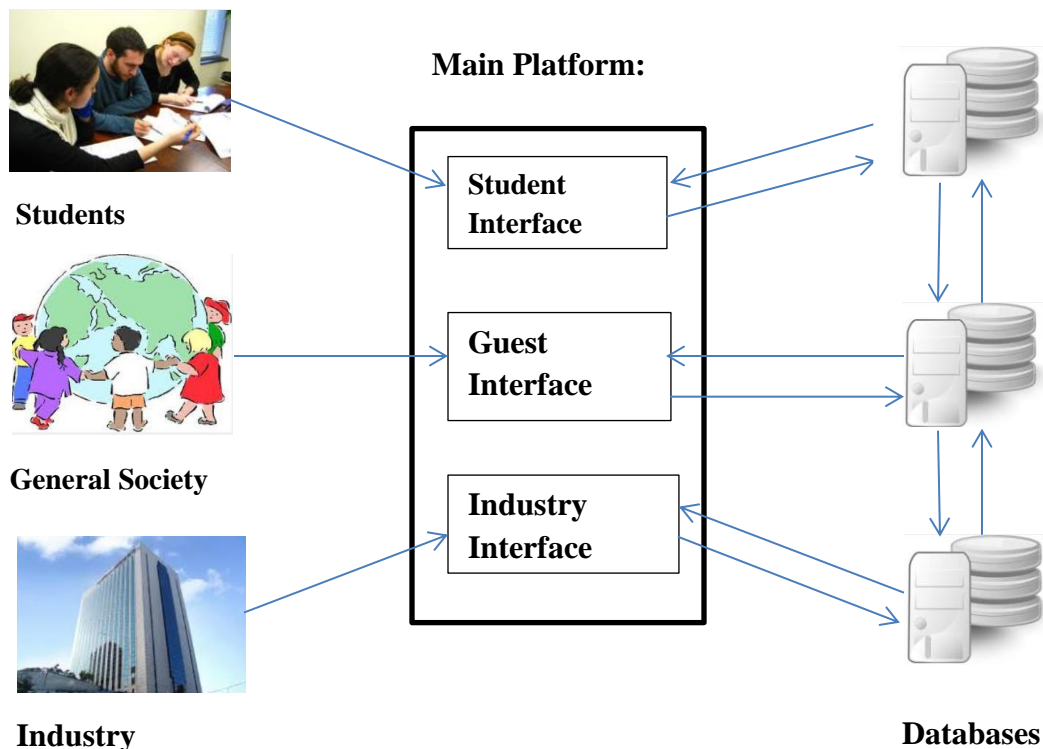 Main Platform:
Students
Student
Interface
General Society
Guest
Interface
Industry
Interface
Industry
Databases